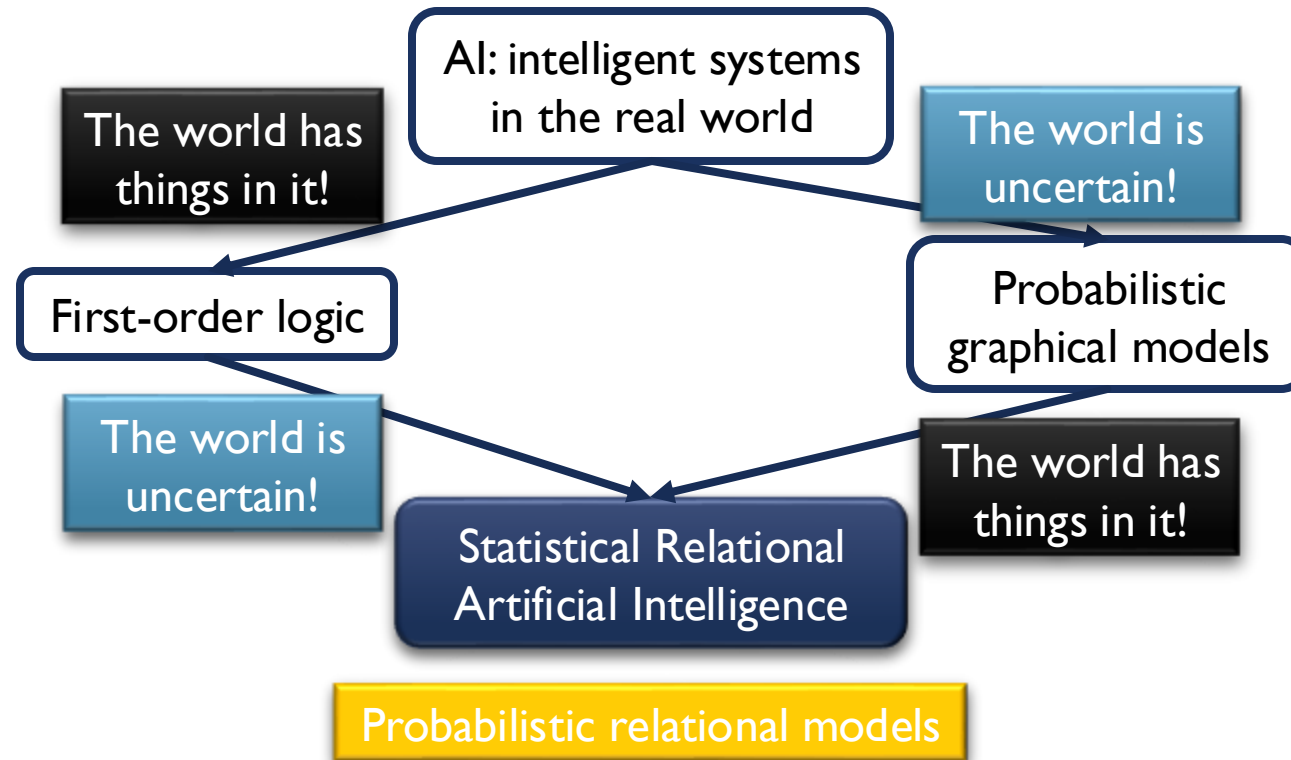 AI: intelligent systems
in the real world
The world has
things in it!
The world is
uncertain!
First-order logic
Probabilistic
graphical models
The world is
uncertain!
The world has
things in it!
Statistical Relational
Artificial Intelligence
Probabilistic relational models